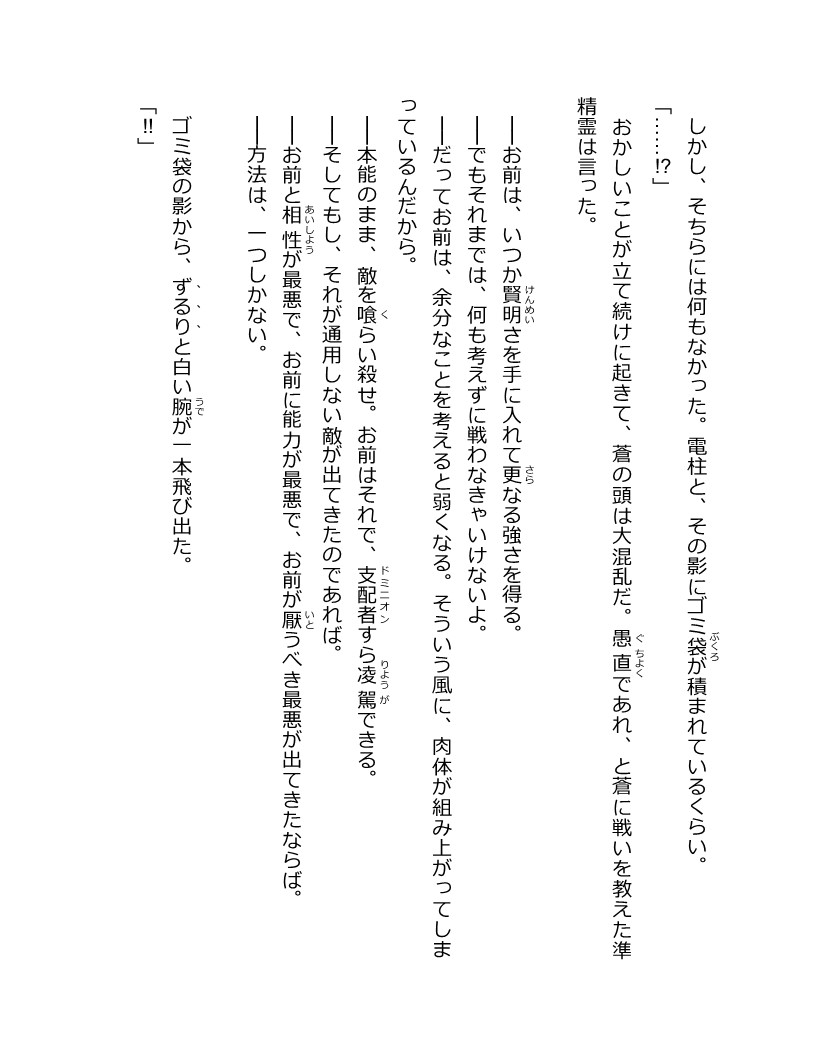 しかし、そちらには何もなかった。電柱と、その影にゴミ袋が積まれているくらい。
「……!?」
おかしいことが立て続けに起きて、蒼の頭は大混乱だ。愚直であれ、と蒼に戦いを教えた準
精霊は言った。
――お前は、いつか賢明さを手に入れて更なる強さを得る。
――でもそれまでは、何も考えずに戦わなきゃいけないよ。
――だってお前は、余分なことを考えると弱くなる。そういう風に、肉体が組み上がってしま
っているんだから。
――本能のまま、敵を喰らい殺せ。お前はそれで、支配者すら凌駕できる。
――そしてもし、それが通用しない敵が出てきたのであれば。
――お前と相性が最悪で、お前に能力が最悪で、お前が厭うべき最悪が出てきたならば。
――方法は、一つしかない。
ゴミ袋の影から、ずるりと白い腕が一本飛び出た。
「!!」